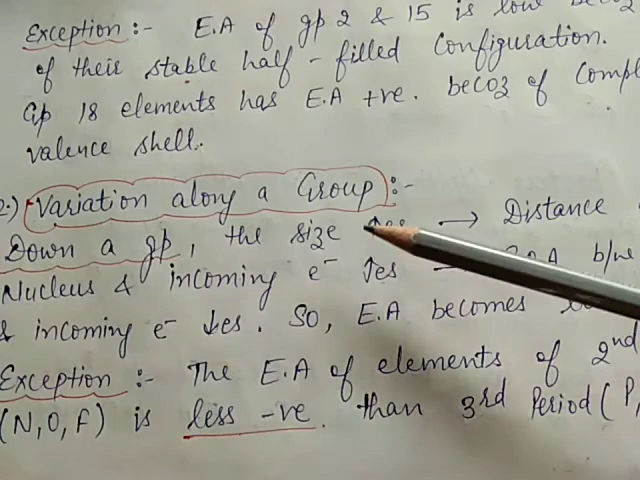 Exception :- E.A of gp 2 & 15 is low
of their stable half-filled configuration.
Gp 18 elements has E.A +ve. becoz of
valence shell.
2.) Variation along a Group :-
Down a gp, the size ↑es → Distance
Nucleus & incoming e⁻ ↑es → b/w
& incoming e⁻ ↓es. So, E.A becomes
Exception :- The E.A of elements of 2nd
(N,O,F) is less -ve. than 3rd Period (P,